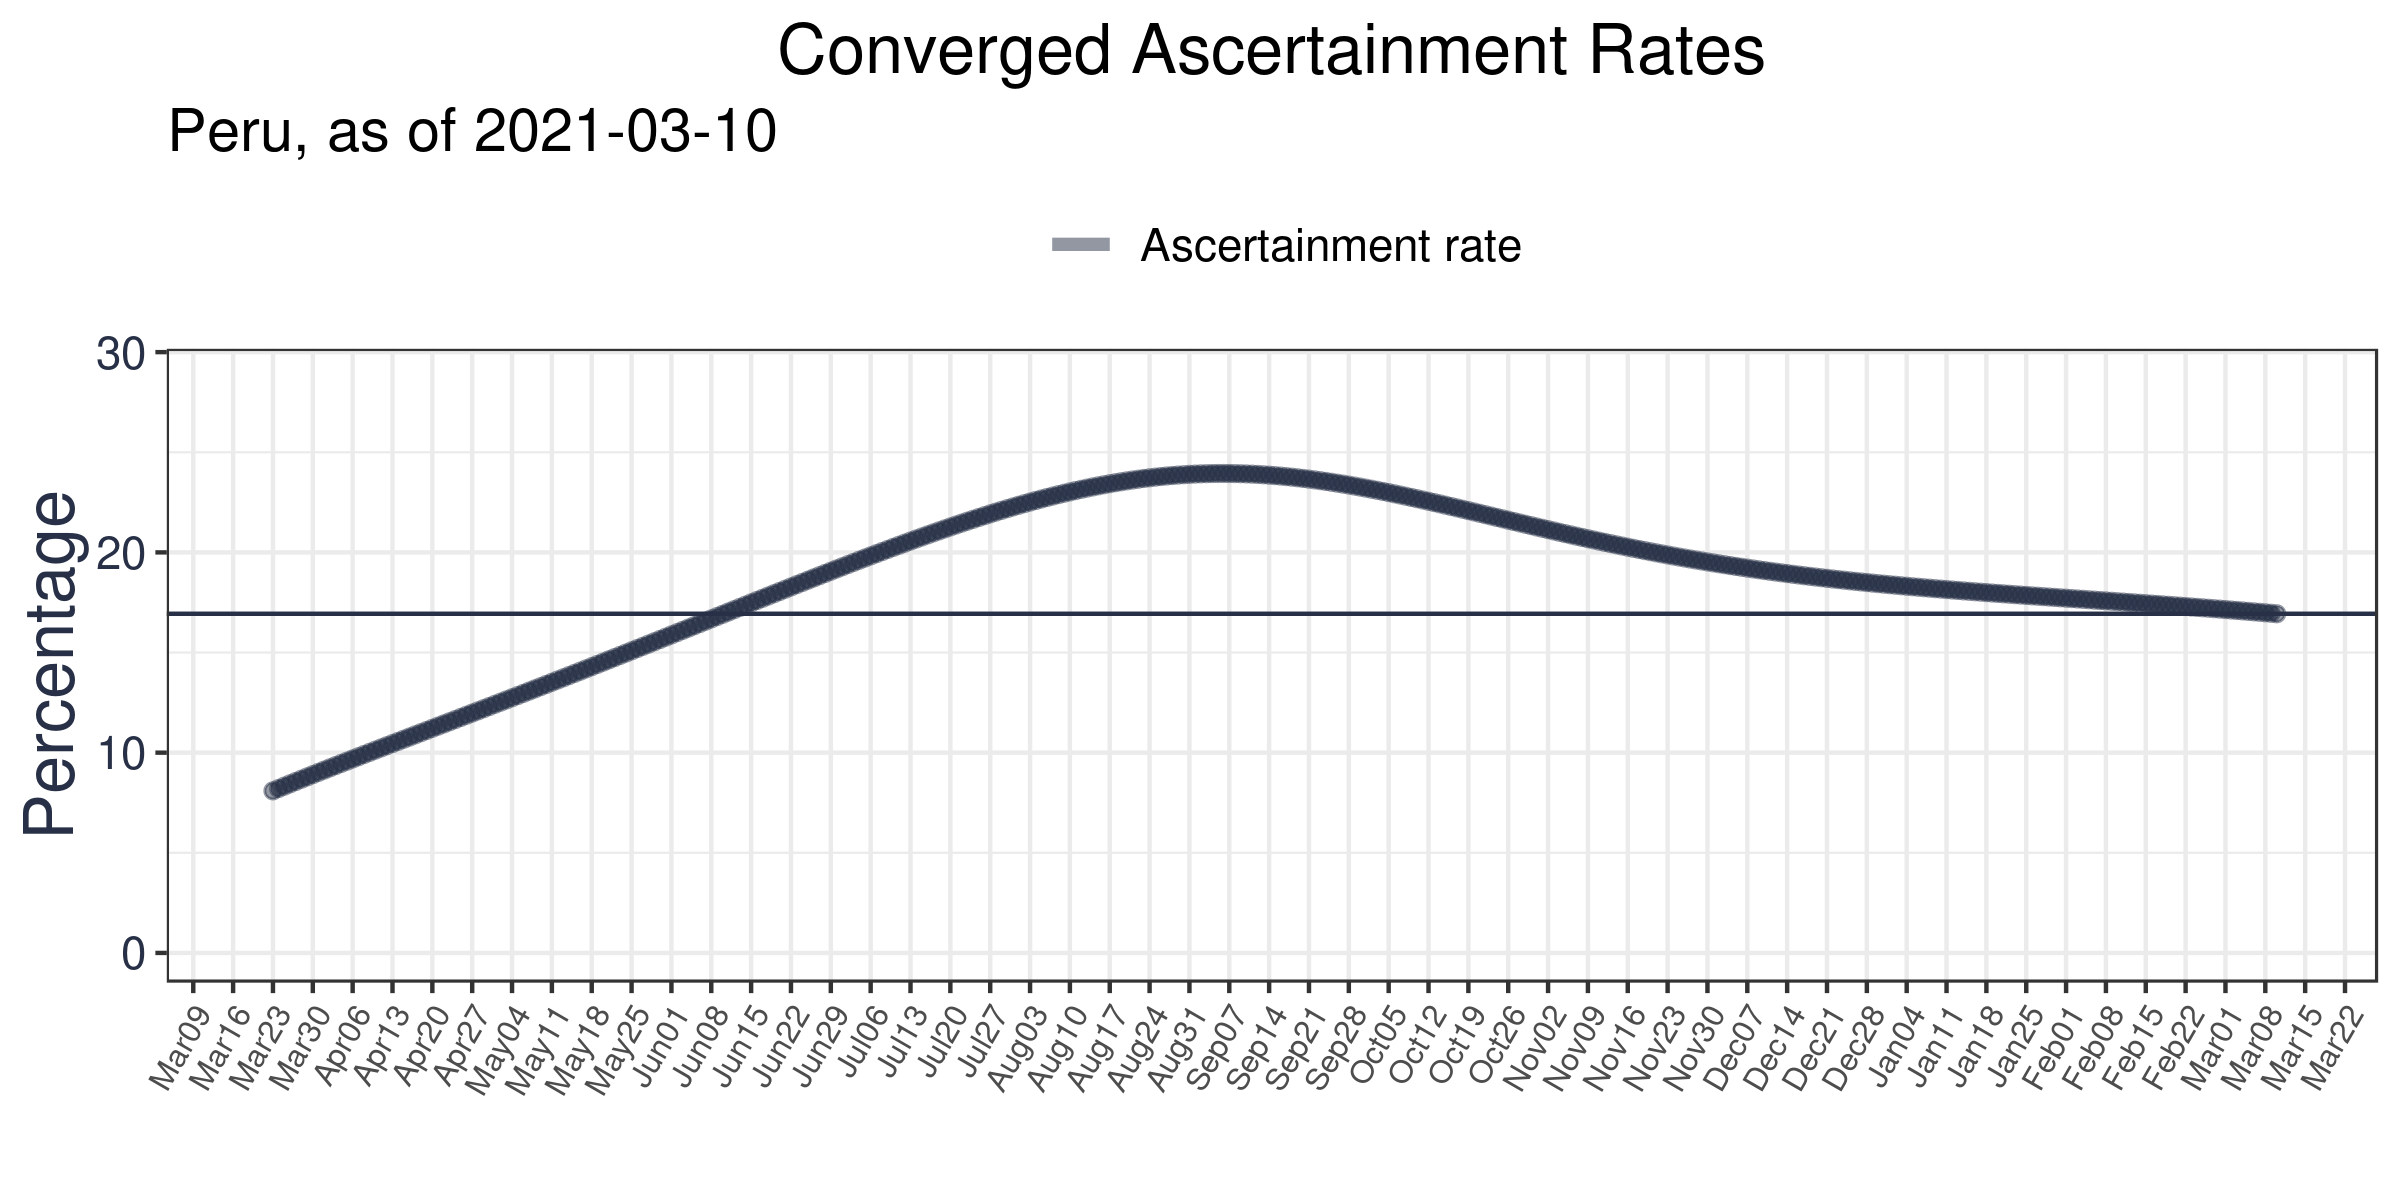 Converged Ascertainment Rates
Peru, as of 2021-03-10
Ascertainment rate
Percentage
30
20
10
0
Mar09 Mar16 Mar23 Mar30 Apr06 Apr13 Apr20 Apr27 May04 May11 May18 May25 Jun01 Jun08 Jun15 Jun22 Jun29 Jul06 Jul13 Jul20 Jul27 Aug03 Aug10 Aug17 Aug24 Aug31 Sep07 Sep14 Sep21 Sep28 Oct05 Oct12 Oct19 Oct26 Nov02 Nov09 Nov16 Nov23 Nov30 Dec07 Dec14 Dec21 Dec28 Jan04 Jan11 Jan18 Jan25 Feb01 Feb08 Feb15 Feb22 Mar01 Mar08 Mar15 Mar22